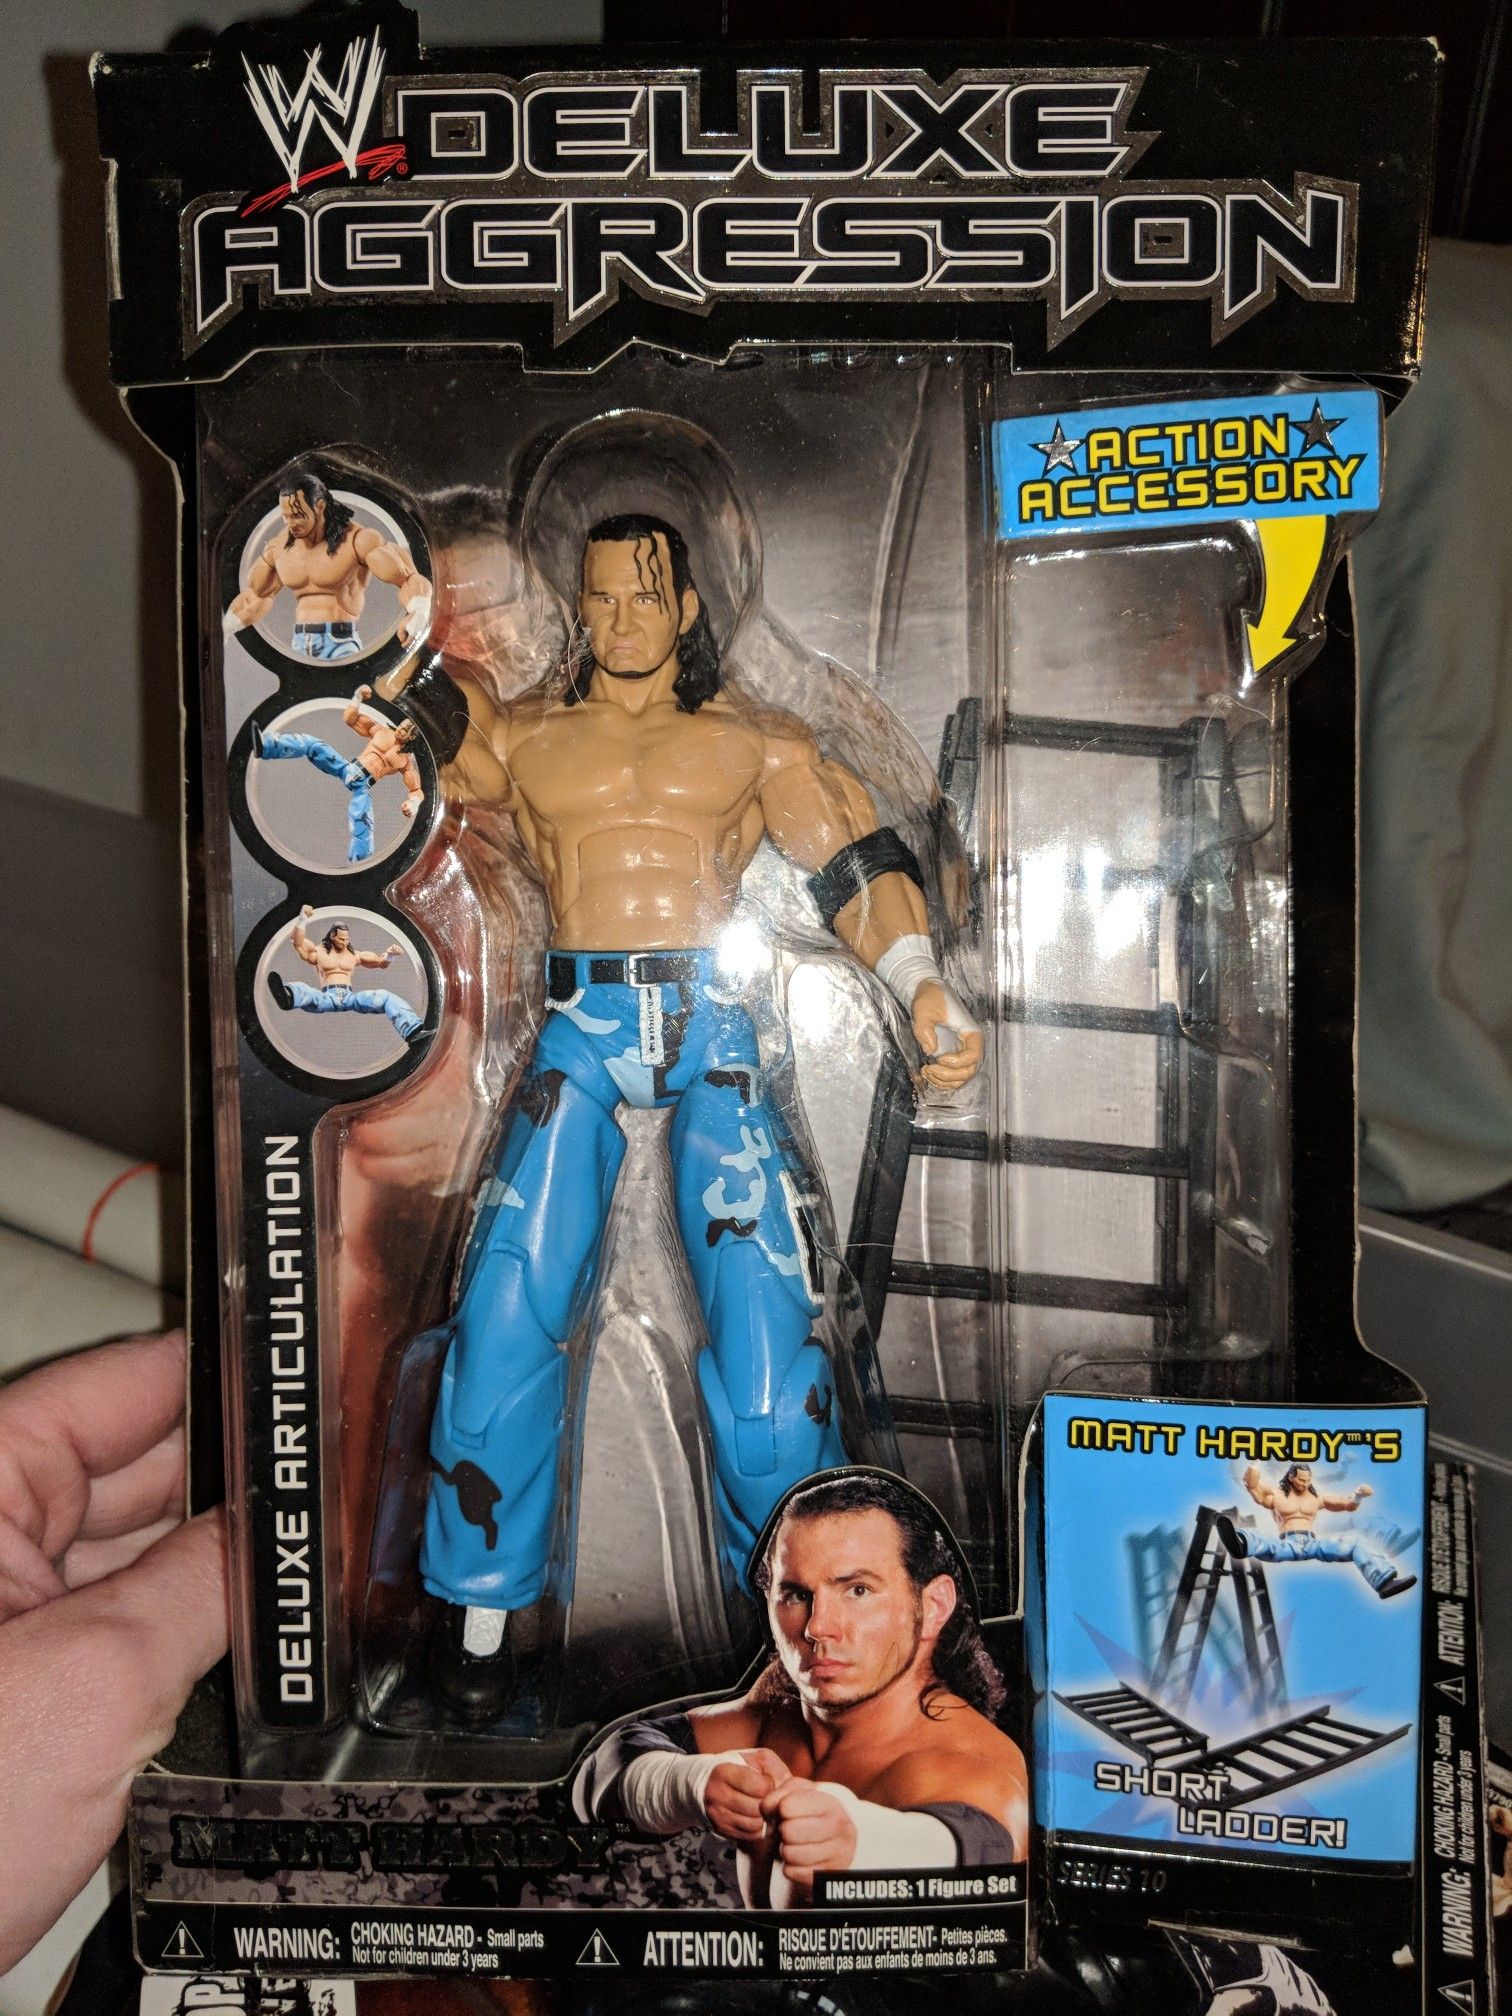 W DELUXE
AGGRESSION
ACTION
ACCESSORY
DELUXE ARTICULATION
MATT HARDY™'S
SHORT
LADDER!
MATT HARDY™
INCLUDES: 1 Figure Set
SERIES 10
WARNING: CHOKING HAZARD - Small parts
Not for children under 3 years
ATTENTION: RISQUE D'ÉTOUFFEMENT- Petites pièces.
Ne convient pas aux enfants de moins de 3 ans.
WARNING: CHOKING HAZARD - Small parts
Not for children under 3 years
ATTENTION: